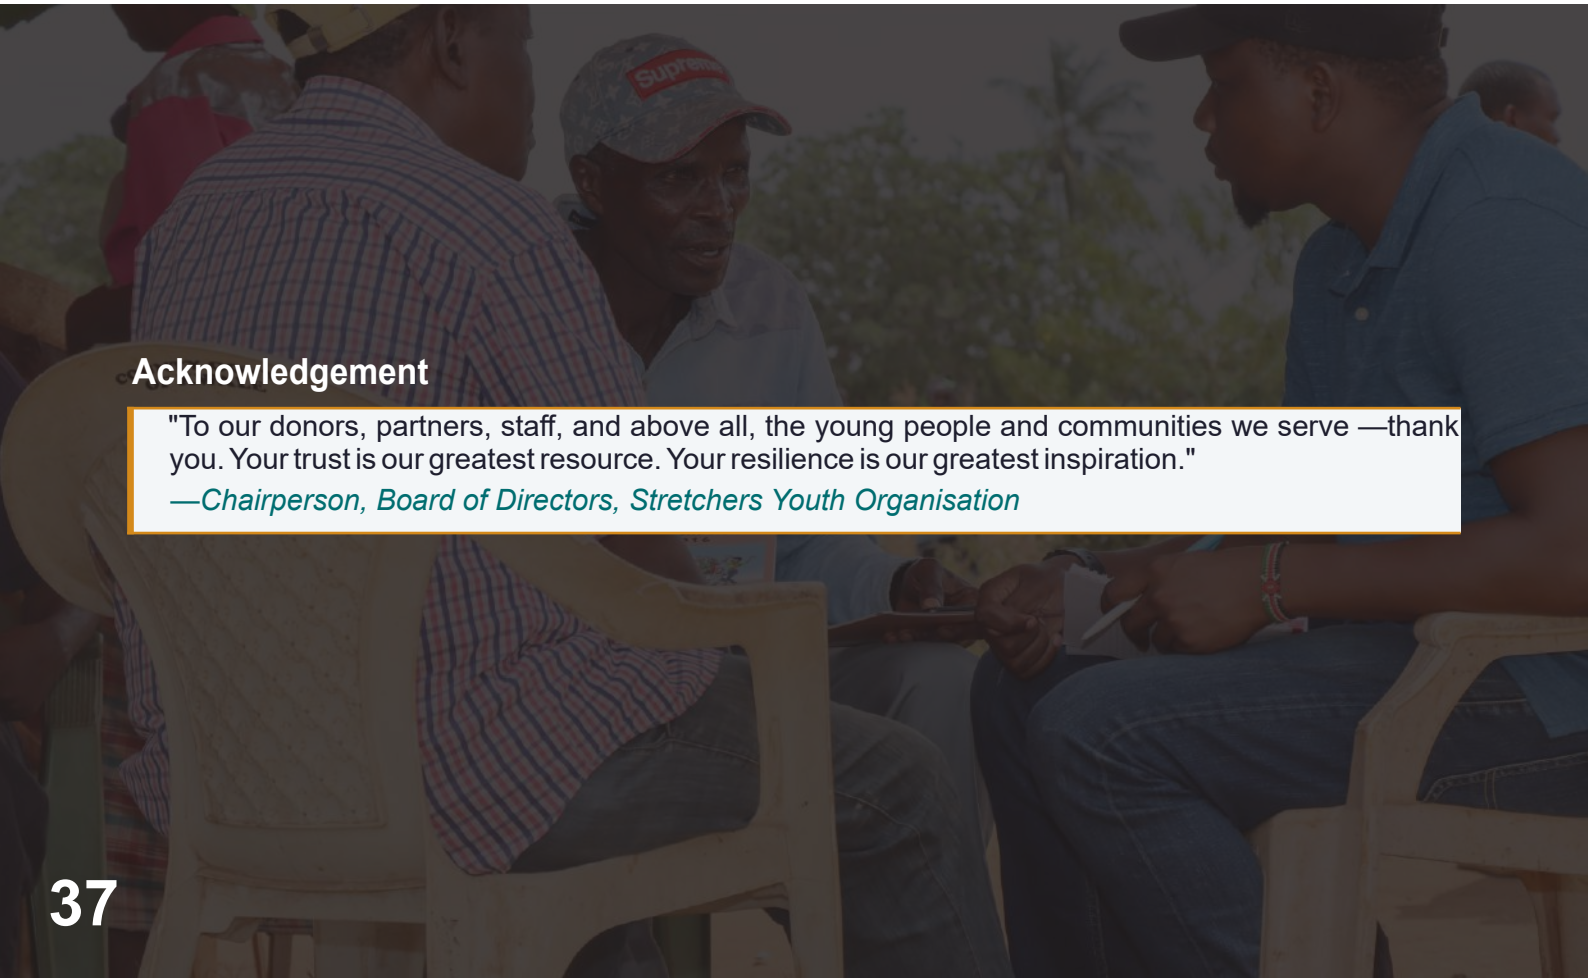 Supreme
Acknowledgement
"To our donors, partners, staff, and above all, the young people and communities we serve —thank
you. Your trust is our greatest resource. Your resilience is our greatest inspiration."
—Chairperson, Board of Directors, Stretchers Youth Organisation
37